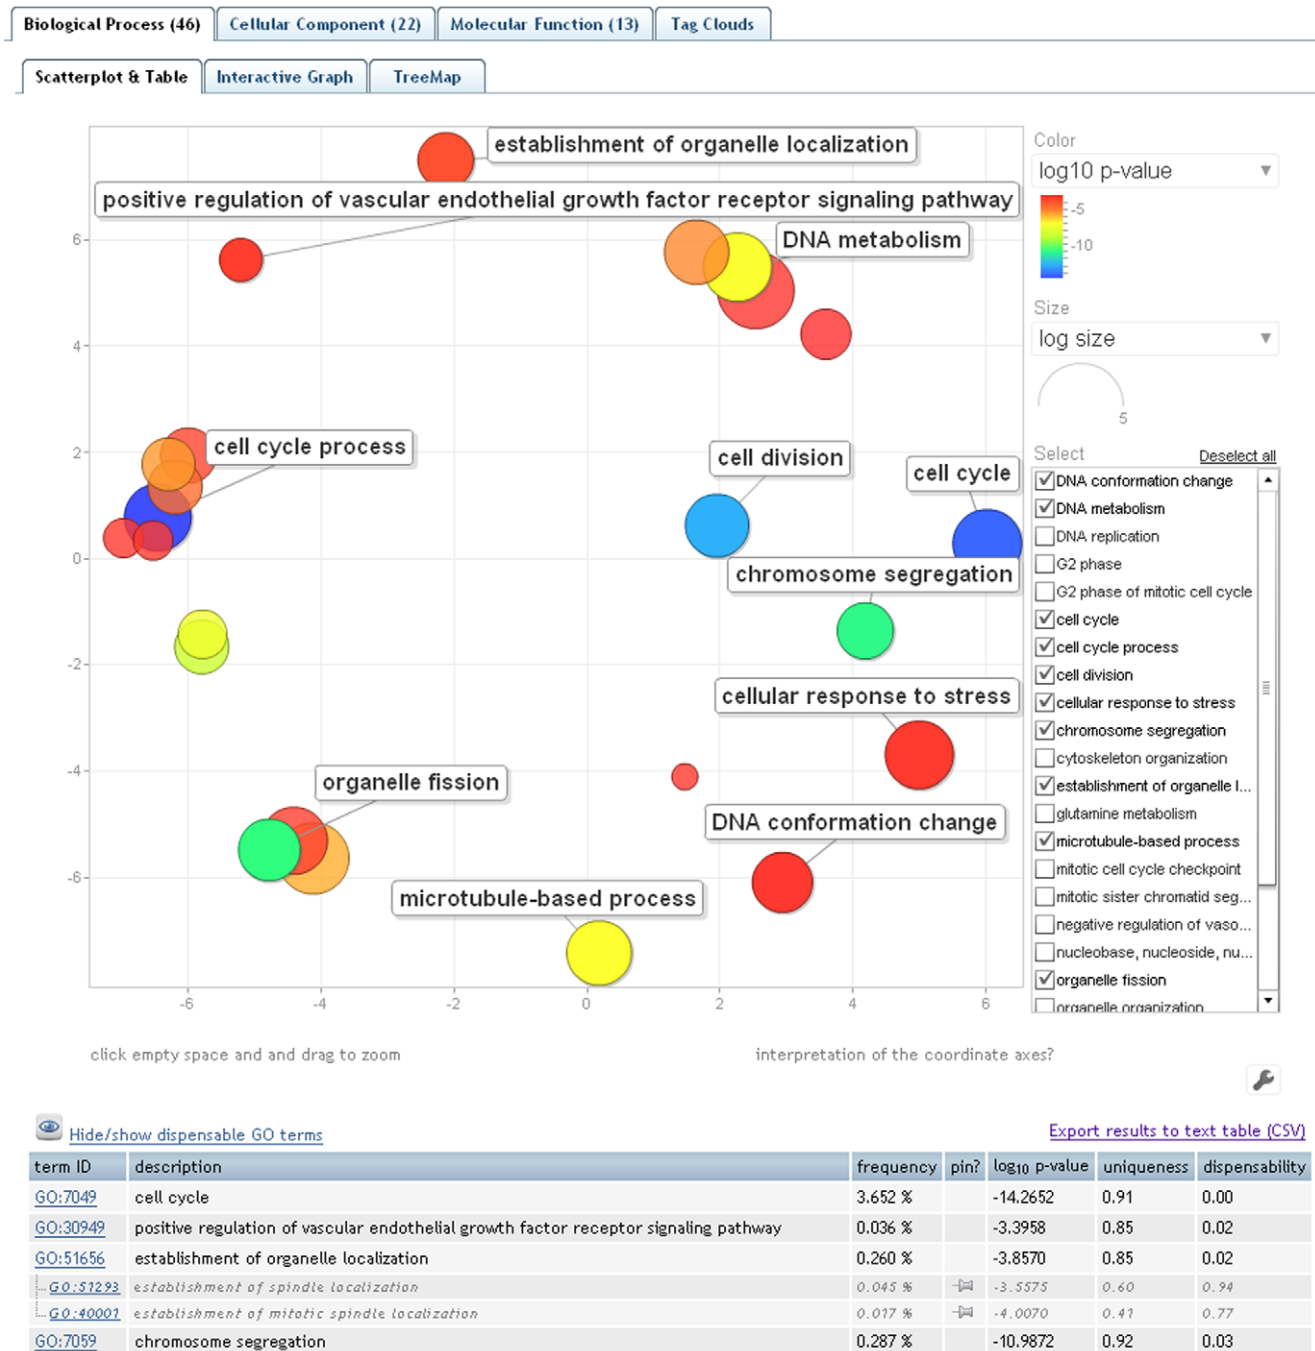 Biological Process (46) Cellular Component (22) Molecular Function (13) Tag Clouds
Scatterplot & Table Interactive Graph TreeMap
establishment of organelle localization
positive regulation of vascular endothelial growth factor receptor signaling pathway
DNA metabolism
cell cycle process
cell division
cell cycle
chromosome segregation
cellular response to stress
organelle fission
DNA conformation change
microtubule-based process
6
4
2
0
-2
-4
-6
-6 -4 -2 0 2 4 6
Color
log10 p-value
-5
-10
Size
log size
5
Select Deselect all
DNA conformation change
DNA metabolism
DNA replication
G2 phase
G2 phase of mitotic cell cycle
cell cycle
cell cycle process
cell division
cellular response to stress
chromosome segregation
cytoskeleton organization
establishment of organelle l...
glutamine metabolism
microtubule-based process
mitotic cell cycle checkpoint
mitotic sister chromatid seg...
negative regulation of vaso...
nucleobase, nucleoside, nu...
organelle fission
organelle organization
click empty space and and drag to zoom
interpretation of the coordinate axes?
Hide/show dispensable GO terms
Export results to text table (CSV)
term ID description frequency pin? log10 p-value uniqueness dispensability
GO:7049 cell cycle 3.652 % -14.2652 0.91 0.00
GO:30949 positive regulation of vascular endothelial growth factor receptor signaling pathway 0.036 % -3.3958 0.85 0.02
GO:51656 establishment of organelle localization 0.260 % -3.8570 0.85 0.02
GO:51293 establishment of spindle localization 0.045 % -3.5575 0.60 0.94
GO:40001 establishment of mitotic spindle localization 0.017 % -4.0070 0.41 0.77
GO:7059 chromosome segregation 0.287 % -10.9872 0.92 0.03